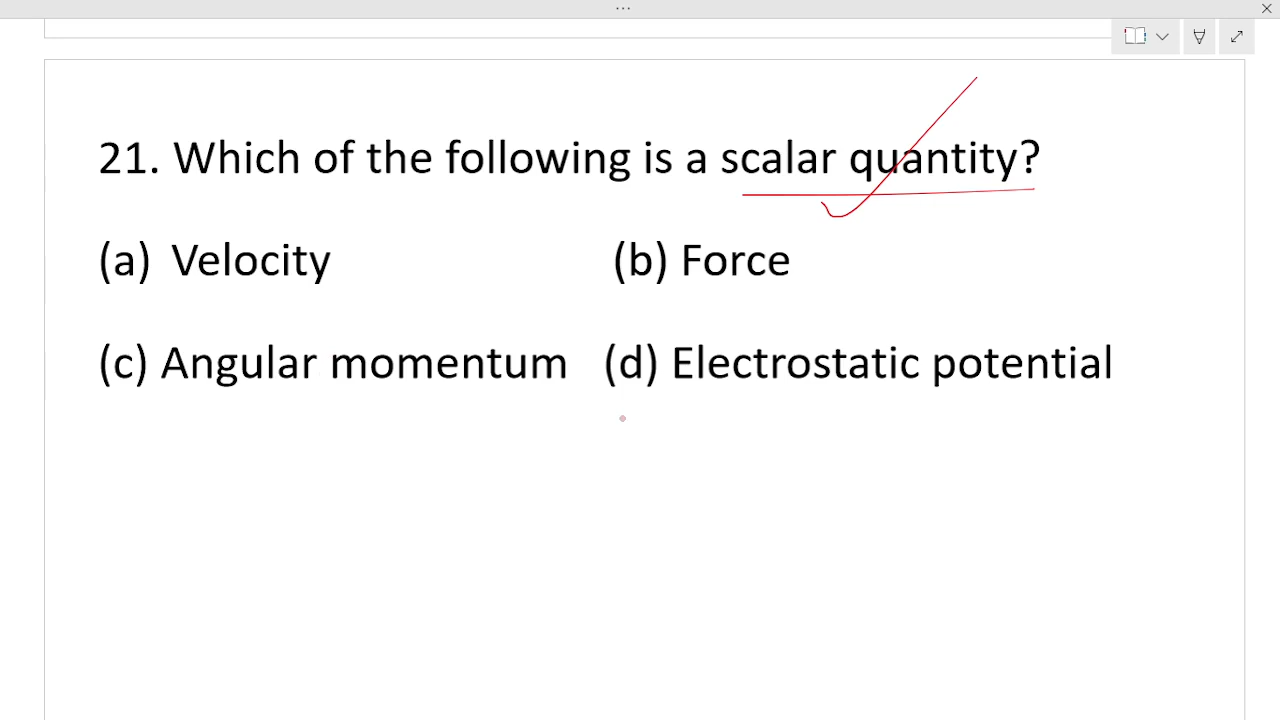 21. Which of the following is a scalar quantity?
(a) Velocity (b) Force
(c) Angular momentum (d) Electrostatic potential